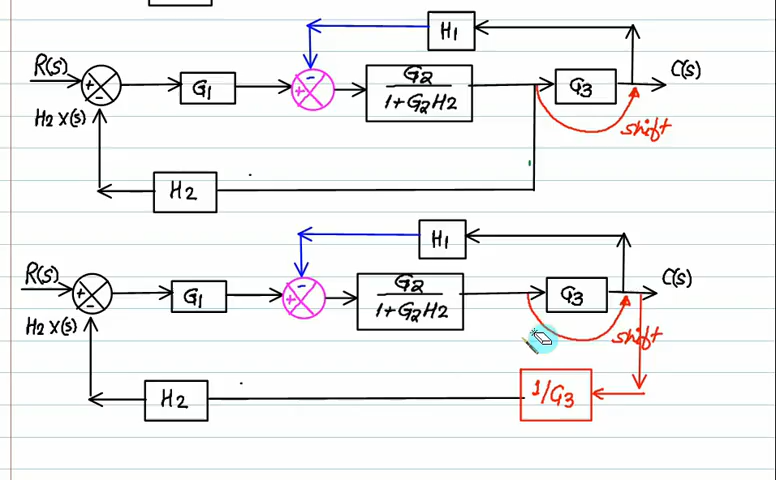 H1
R(s)
+
-
G1
-
+
G2
1+G2H2
G3
C(s)
H2 X(s)
shift
H2
H1
R(s)
+
-
G1
-
+
G2
1+G2H2
G3
C(s)
H2 X(s)
shift
H2
1/G3